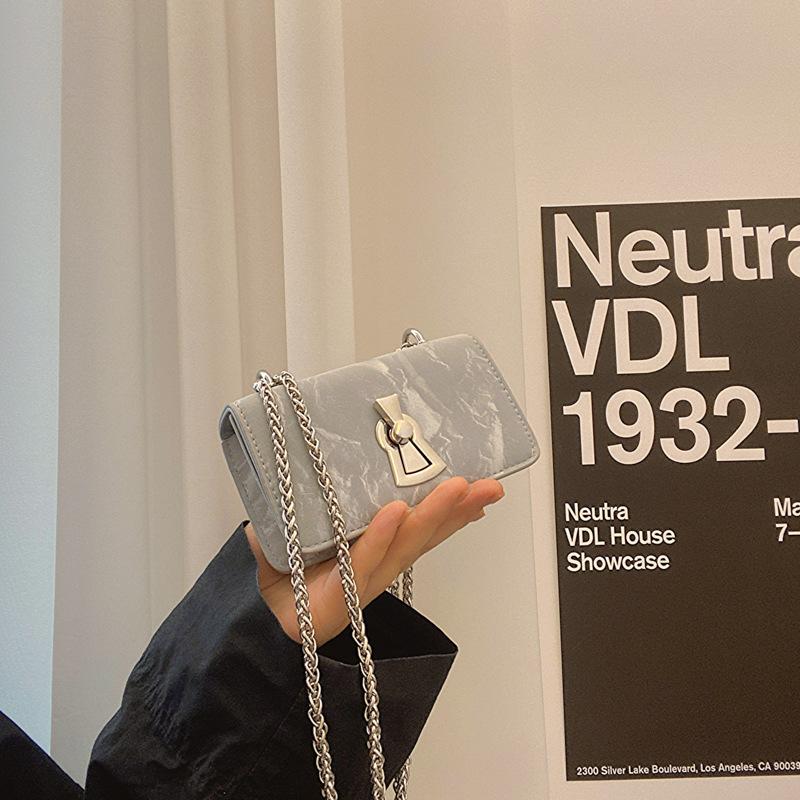 Neutra
VDL
1932-
Neutra
VDL House
Showcase
Ma
7–
2300 Silver Lake Boulevard, Los Angeles, CA 90039